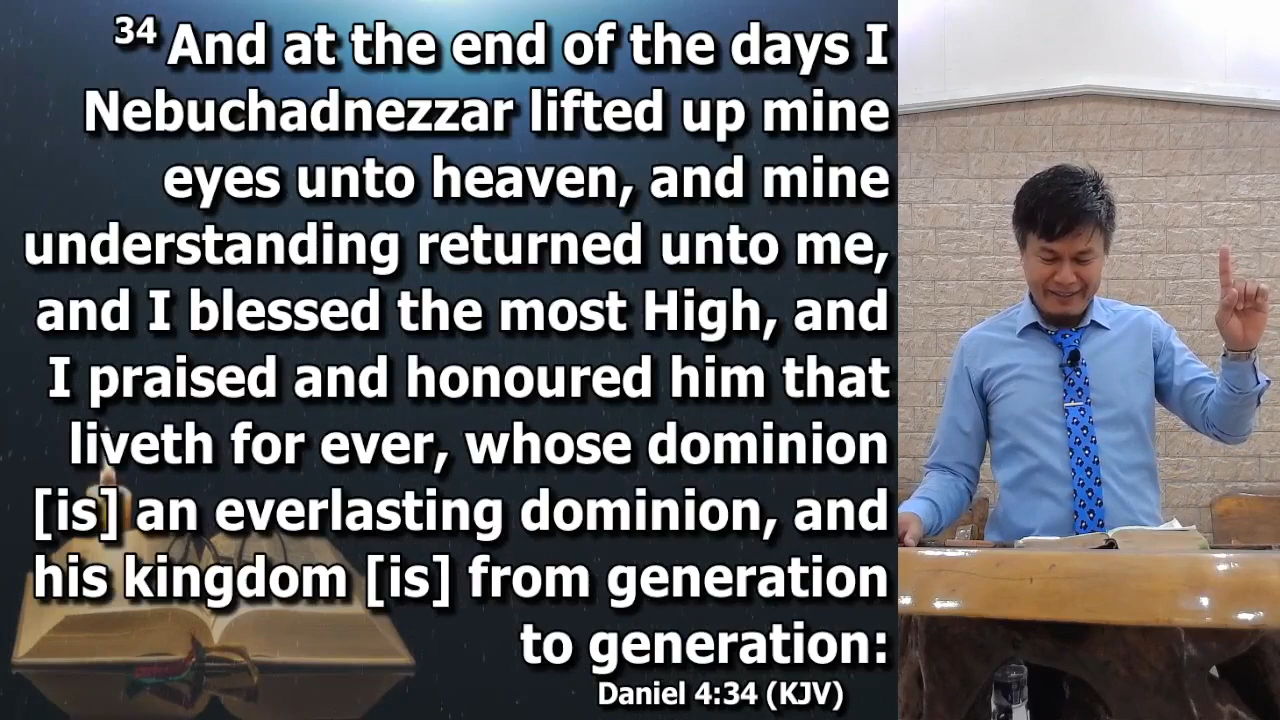 34 And at the end of the days I
Nebuchadnezzar lifted up mine
eyes unto heaven, and mine
understanding returned unto me,
and I blessed the most High, and
I praised and honoured him that
liveth for ever, whose dominion
[is] an everlasting dominion, and
his kingdom [is] from generation
to generation:
Daniel 4:34 (KJV)